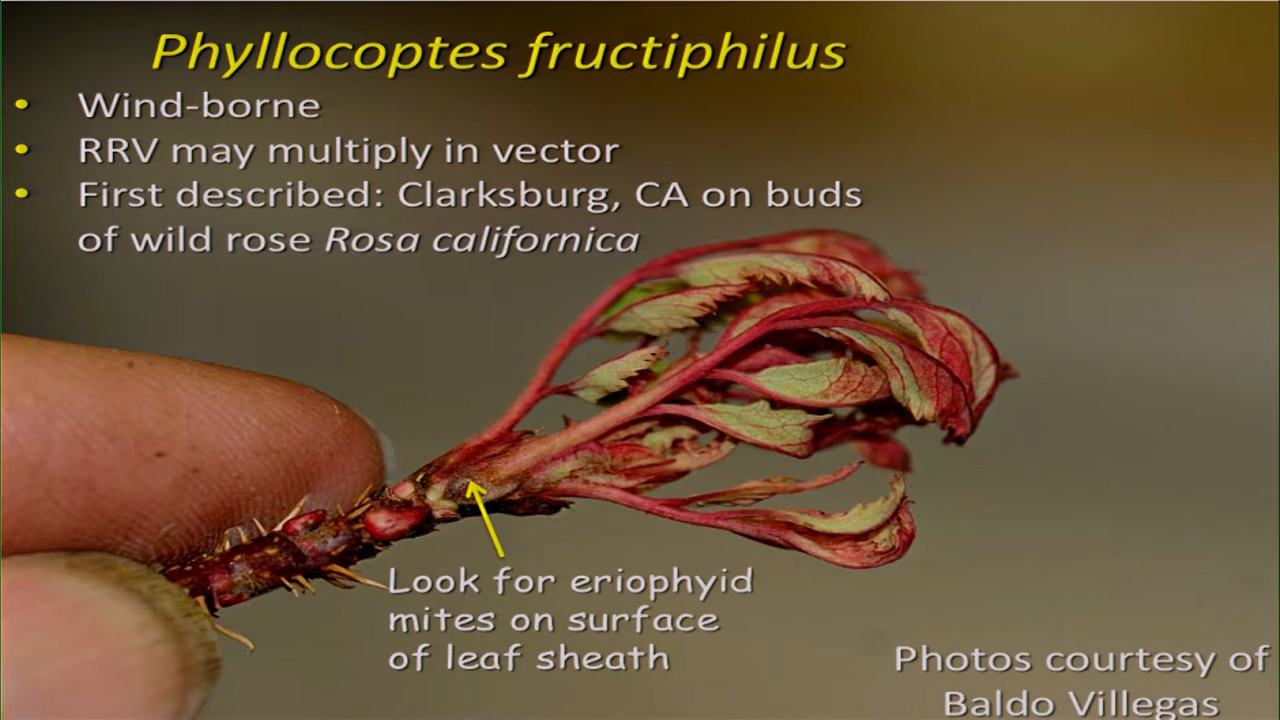 Phyllocoptes fructiphilus
• Wind-borne
• RRV may multiply in vector
• First described: Clarksburg, CA on buds
of wild rose Rosa californica
Look for eriophyid
mites on surface
of leaf sheath
Photos courtesy of
Baldo Villegas